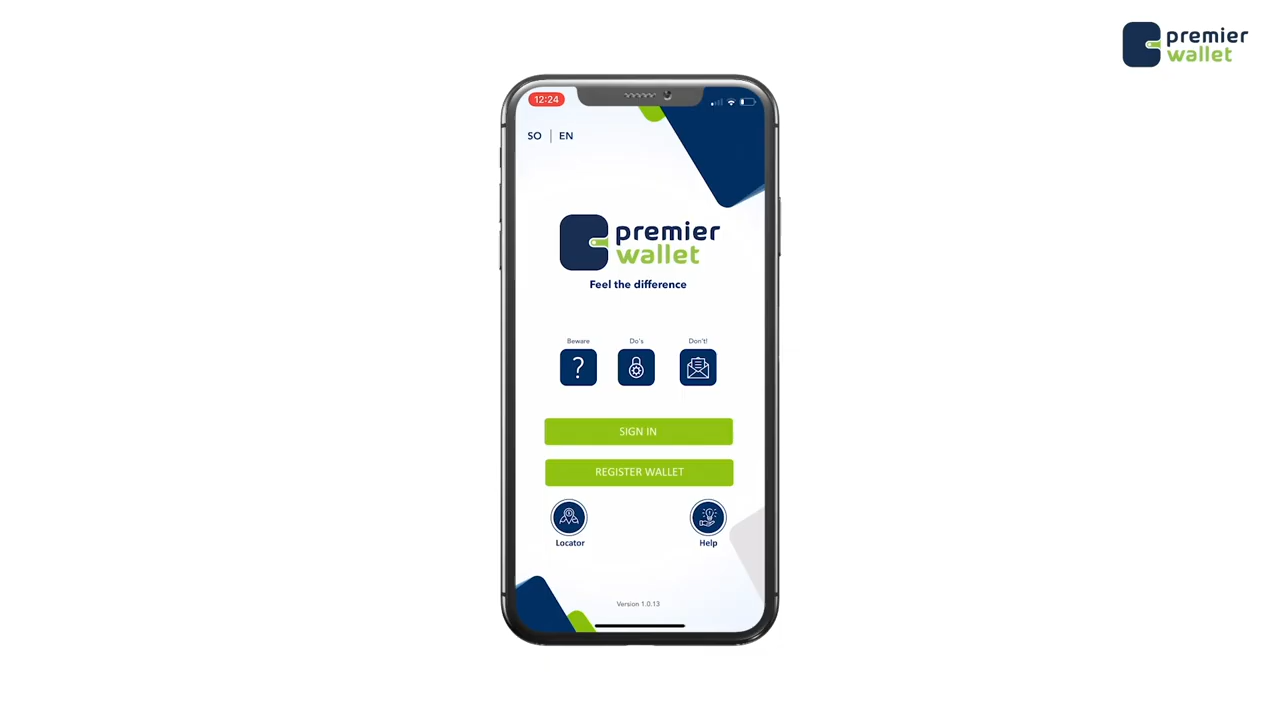 premier
wallet
12:24
SO | EN
premier
wallet
Feel the difference
Beware
Do's
Don't!
SIGN IN
REGISTER WALLET
Locator
Help
Version 1.0.13